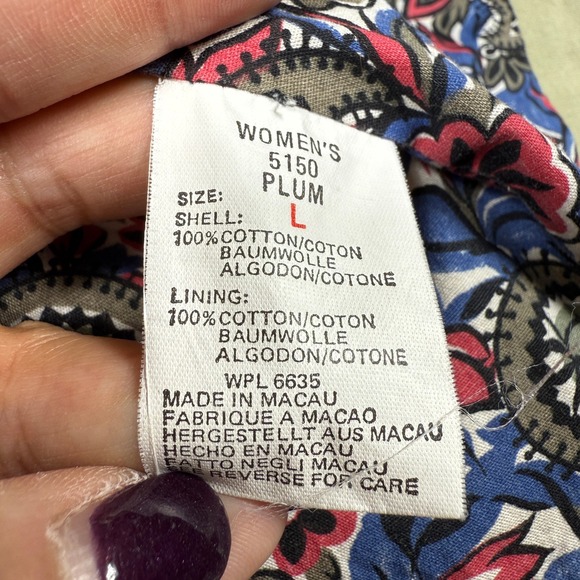 WOMEN'S
5150
PLUM
SIZE: L
SHELL:
100% COTTON/COTON
BAUMWOLLE
ALGODON/COTONE
LINING:
100% COTTON/COTON
BAUMWOLLE
ALGODON/COTONE
WPL 6635
MADE IN MACAU
FABRIQUE A MACAO
HERGESTELLT AUS MACAU
HECHO EN MACAU
FATTO NEGLI MACAU
REVERSE FOR CARE